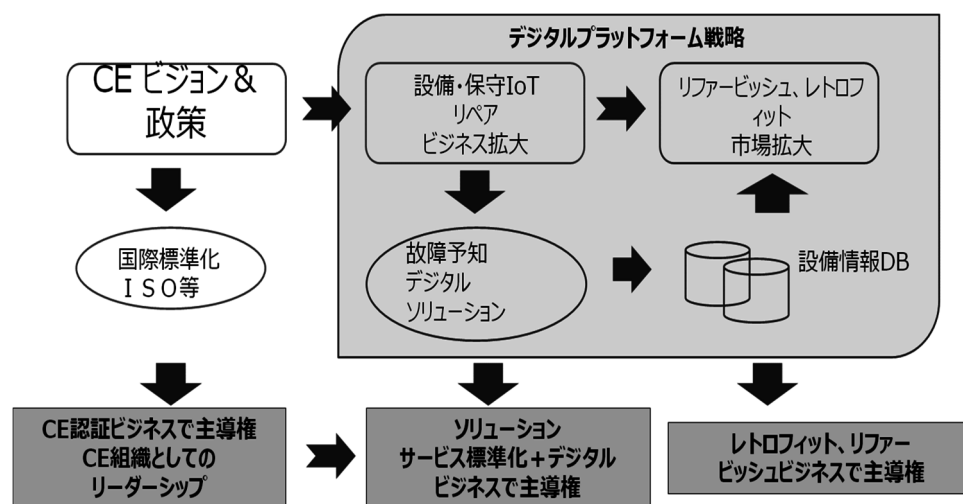 デジタルプラットフォーム戦略
CE ビジョン＆
政策
設備・保守IoT
リペア
ビジネス拡大
リファービッシュ、レトロフ
ィット
市場拡大
国際標準化
ＩＳＯ等
故障予知
デジタル
ソリューション
設備情報DB
CE認証ビジネスで主導権
CE組織としての
リーダーシップ
ソリューション
サービス標準化＋デジタル
ビジネスで主導権
レトロフィット、リファー
ビッシュビジネスで主導権